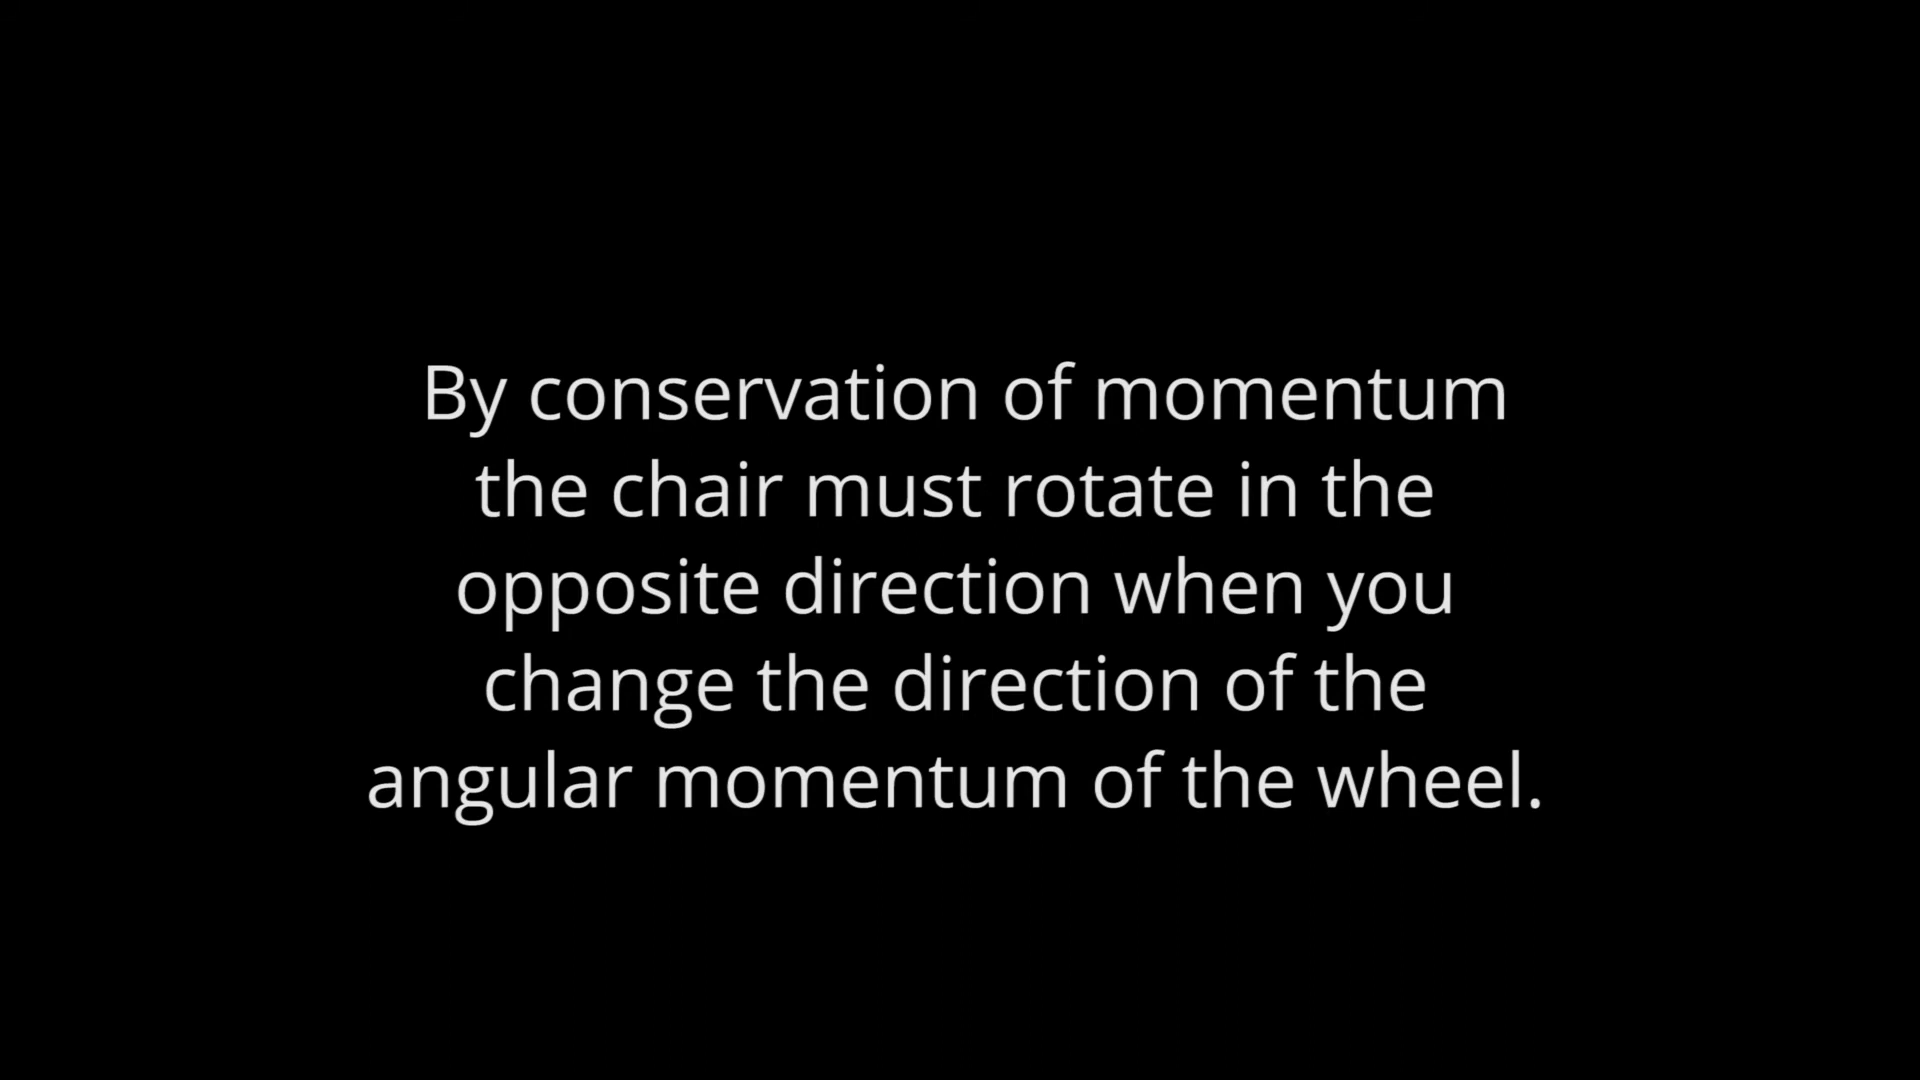 By conservation of momentum
the chair must rotate in the
opposite direction when you
change the direction of the
angular momentum of the wheel.